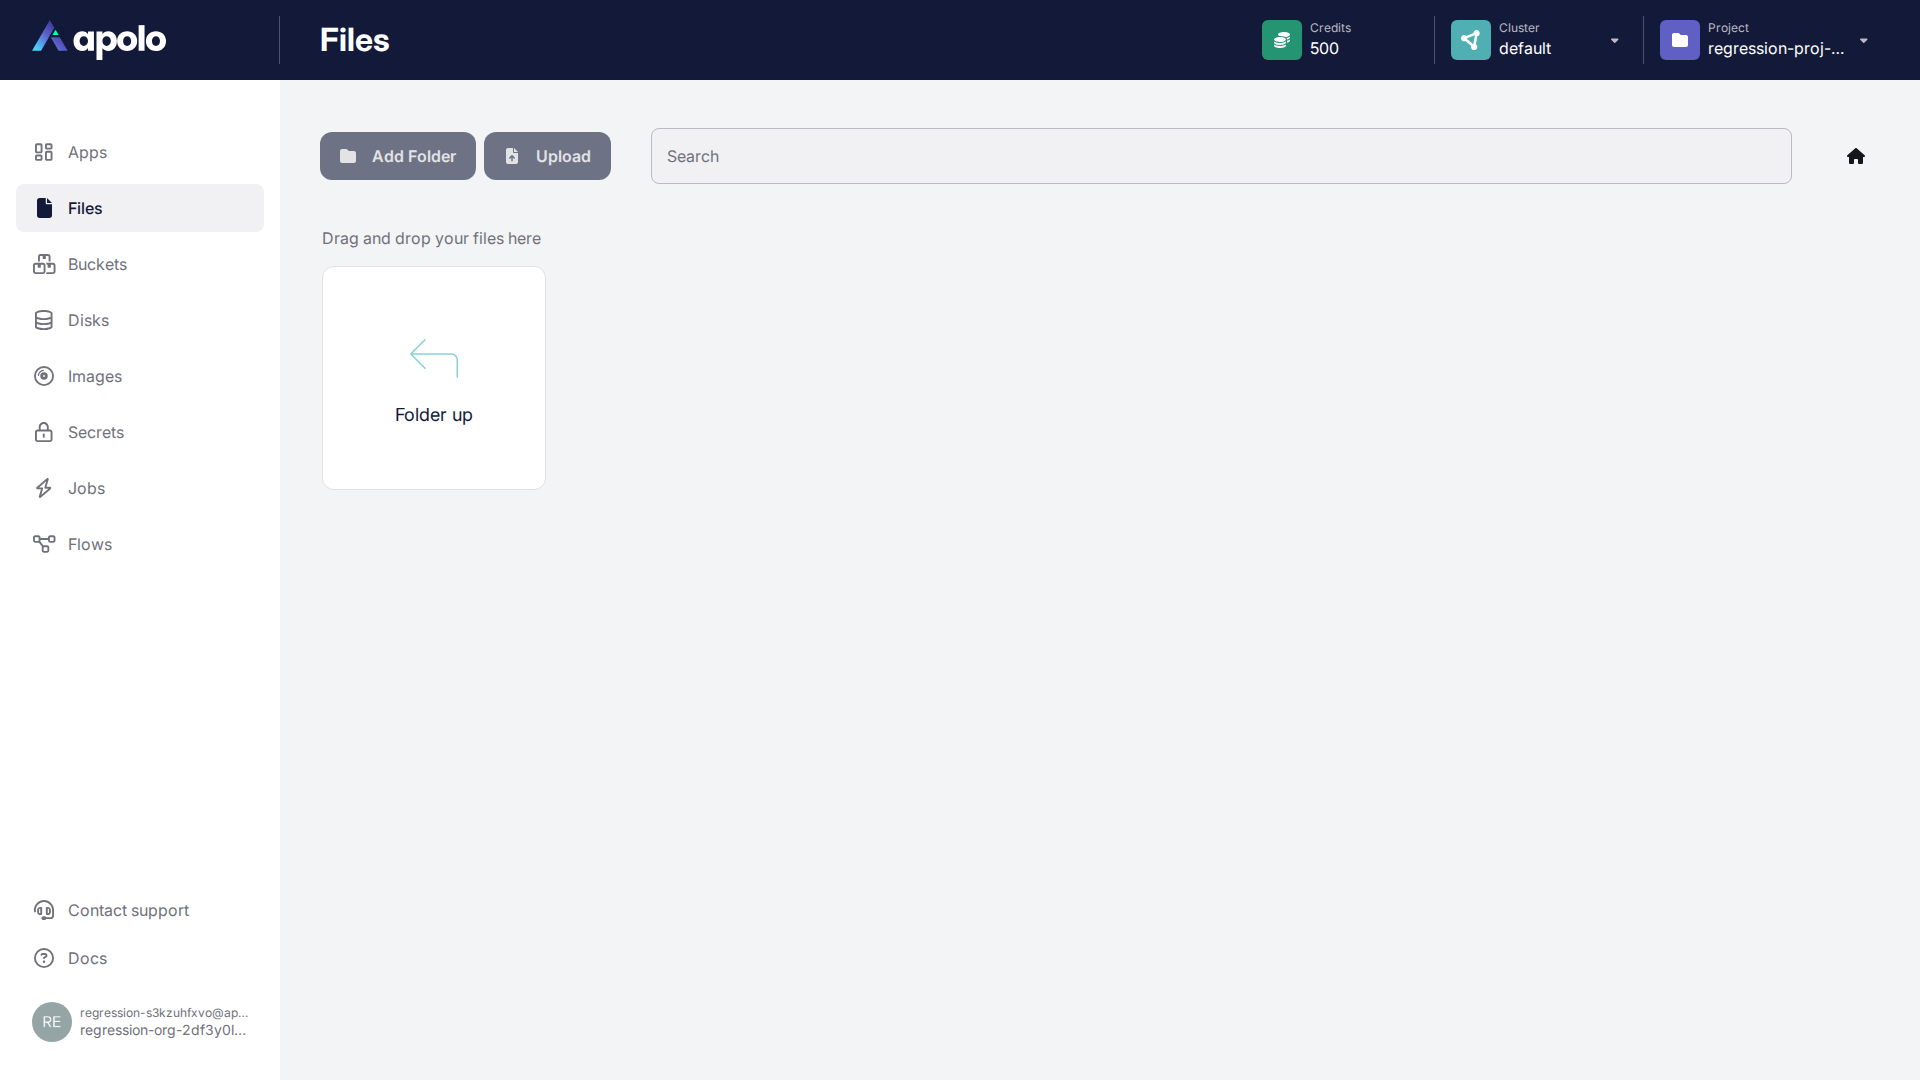 apolo
Files
Credits
500
Cluster
default
Project
regression-proj-...
Apps
Files
Buckets
Disks
Images
Secrets
Jobs
Flows
Add Folder
Upload
Search
Drag and drop your files here
Folder up
Contact support
Docs
RE
regression-s3kzuhfxvo@ap...
regression-org-2df3y0l...